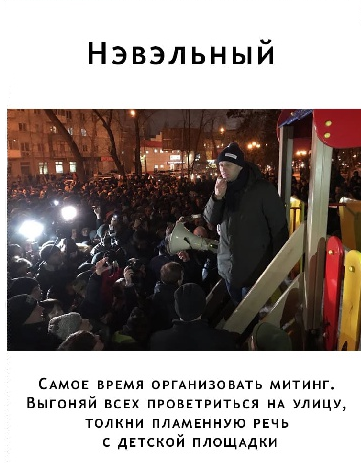 Нэвэльный
Самое время организовать митинг.
Выгоняй всех проветриться на улицу,
толкни пламенную речь
с детской площадки